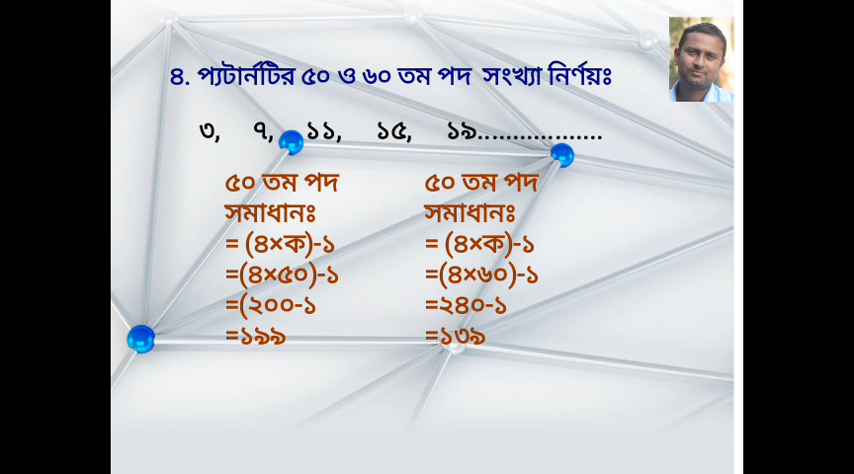 ৪. প্যটার্নটির ৫০ ও ৬০ তম পদ সংখ্যা নির্ণয়ঃ
৩, ৭, ১১, ১৫, ১৯..................
৫০ তম পদ
সমাধানঃ
= (৪×ক)-১
=(৪×৫০)-১
=(২০০-১
=১৯৯
৫০ তম পদ
সমাধানঃ
= (৪×ক)-১
=(৪×৬০)-১
=২৪০-১
=১৩৯